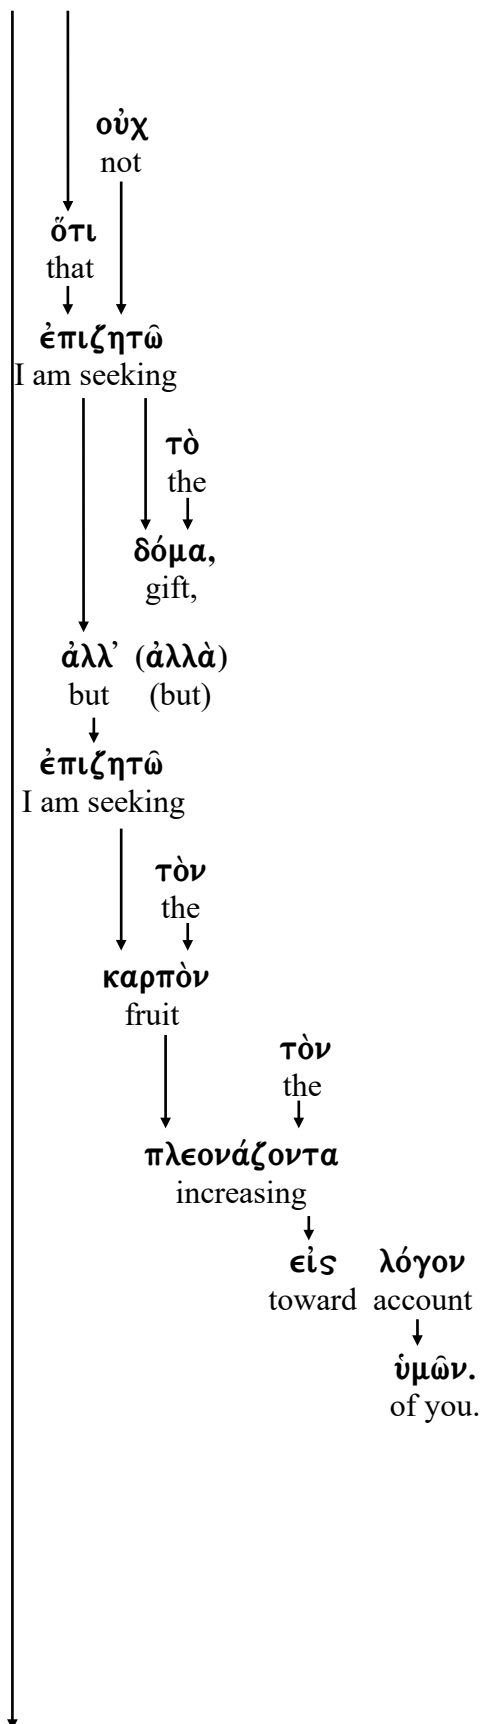 οὐχ
not
ὅτι
that
ἐπιζητῶ
I am seeking
τὸ
the
δόμα,
gift,
ἀλλ’ (ἀλλὰ)
but (but)
ἐπιζητῶ
I am seeking
τὸν
the
καρπὸν
fruit
τὸν
the
πλεονάζοντα
increasing
εἰς λόγον
toward account
ὑμῶν.
of you.